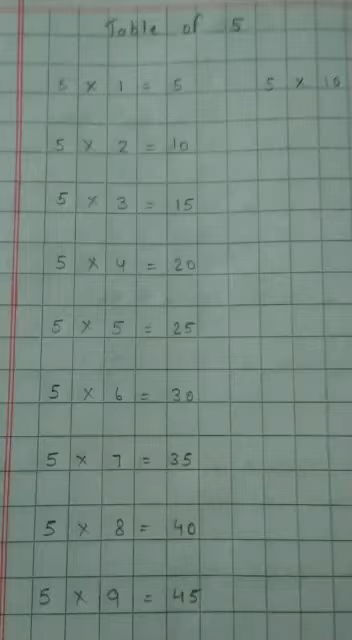 Table of 5
5 × 1 = 5 5 × 10
5 × 2 = 10
5 × 3 = 15
5 × 4 = 20
5 × 5 = 25
5 × 6 = 30
5 × 7 = 35
5 × 8 = 40
5 × 9 = 45